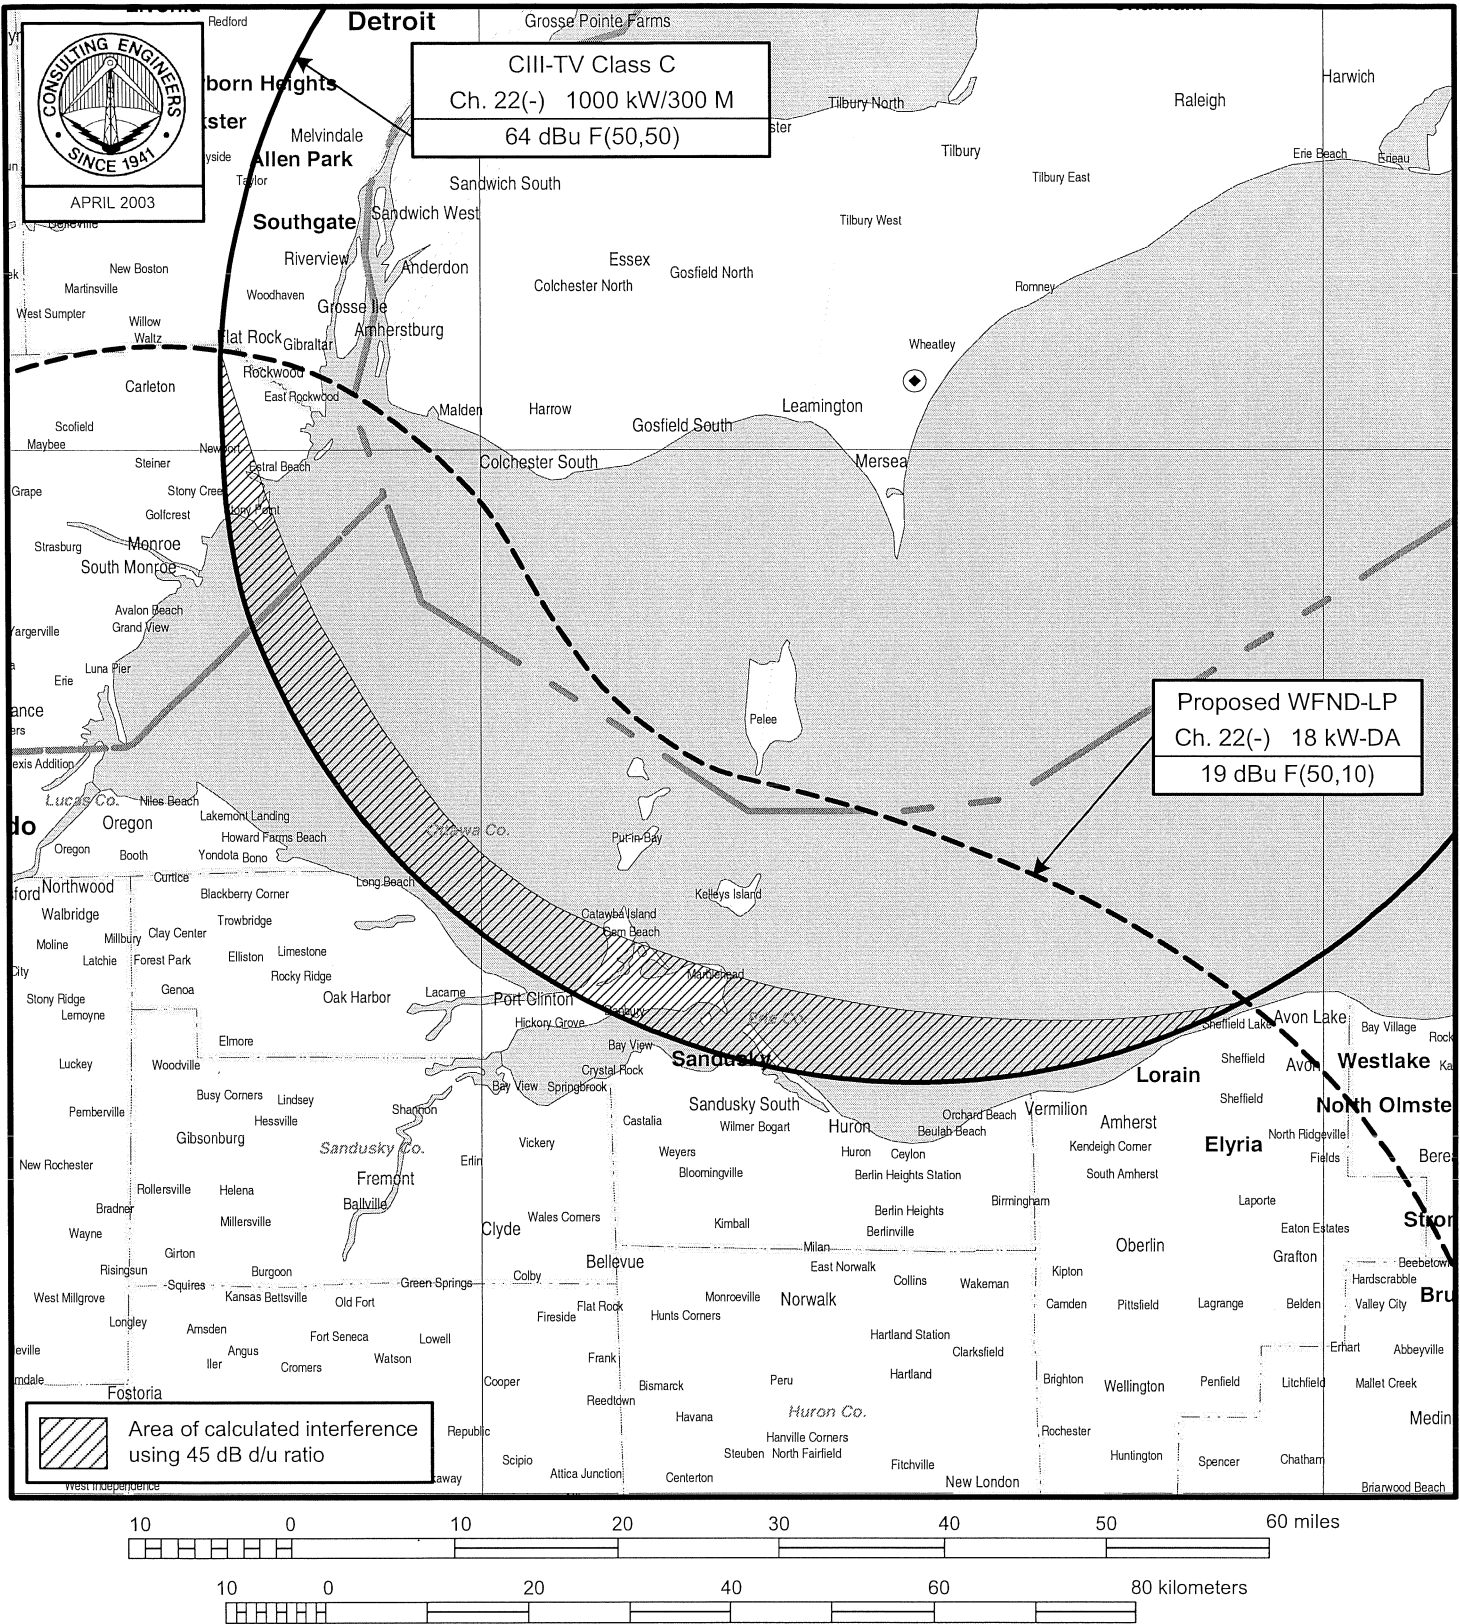 Redford
Detroit
Grosse Pointe Farms
CONSULTING ENGINEERS
SINCE 1941
APRIL 2003
CIII-TV Class C
Ch. 22(-) 1000 kW/300 M
64 dBu F(50,50)
Harwich
Raleigh
Tilbury North
Melvindale
Allen Park
Taylor
Tilbury
Erie Beach
Erieau
Tilbury East
Sandwich South
Sandwich West
Southgate
Tilbury West
Belleville
Riverview
Anderdon
Essex
Gosfield North
New Boston
Martinsville
Woodhaven
Colchester North
Romney
West Sumpter
Willow
Waltz
Grosse Ile
Flat Rock
Gibraltar
Amherstburg
Wheatley
Rockwood
Carleton
East Rockwood
Malden
Harrow
Leamington
Gosfield South
Scofield
Maybee
Newport
Steiner
Estral Beach
Colchester South
Mersea
Grape
Golfcrest
Strasburg
Monroe
South Monroe
Avalon Beach
Grand View
Yargerville
Luna Pier
Erie
Pelee
Proposed WFND-LP
Ch. 22(-) 18 kW-DA
19 dBu F(50,10)
Lucas Co.
Niles Beach
Oregon
Lakemont Landing
Howard Farms Beach
Ottawa Co.
Put-in-Bay
Oregon
Booth
Yondota
Bono
Curtice
Long Beach
Northwood
Blackberry Corner
Kelleys Island
Walbridge
Trowbridge
Catawba Island
Gem Beach
Moline
Millbury
Clay Center
Latchie
Forest Park
Elliston
Limestone
Rocky Ridge
Marblehead
Genoa
Oak Harbor
Lacarne
Port Clinton
Stony Ridge
Lemoyne
Danbury
Erie Co.
Hickory Grove
Sheffield Lake
Avon Lake
Bay Village
Elmore
Bay View
Sandusky
Luckey
Woodville
Crystal Rock
Sheffield
Avon
Westlake
Bay View
Springbrook
Lorain
Busy Corners
Lindsey
Pemberville
Shannon
Hessville
Sandusky South
Wilmer Bogart
Castalia
Huron
Orchard Beach
Beulah Beach
Vermilion
Amherst
Sheffield
Gibsonburg
Sandusky Co.
Vickery
Weyers
Huron
Ceylon
Kendeigh Corner
Elyria
North Ridgeville
Fields
New Rochester
Erlin
Bloomingville
Berlin Heights Station
South Amherst
Rollersville
Helena
Fremont
Ballville
Birmingham
Laporte
Bradner
Millersville
Wales Corners
Clyde
Kimball
Berlin Heights
Berlinville
Eaton Estates
Wayne
Girton
Milan
Oberlin
Grafton
Risingsun
Squires
Burgoon
Green Springs
Colby
Bellevue
East Norwalk
Collins
Wakeman
Kipton
Hardscrabble
West Millgrove
Kansas
Bettsville
Old Fort
Flat Rock
Fireside
Monroeville
Hunts Corners
Norwalk
Camden
Pittsfield
Lagrange
Belden
Valley City
Longley
Amsden
Fort Seneca
Lowell
Hartland Station
Clarksfield
Erhart
Abbeyville
Angus
Iler
Cromers
Watson
Frank
Fostoria
Cooper
Bismarck
Reedtown
Peru
Hartland
Brighton
Wellington
Penfield
Litchfield
Mallet Creek
Havana
Huron Co.
Area of calculated interference
using 45 dB d/u ratio
Republic
Hanville Corners
Steuben
North Fairfield
Rochester
Scipio
Attica Junction
Centerton
Fitchville
New London
Huntington
Spencer
Chatham
West Independence
Briarwood Beach
10 0 10 20 30 40 50 60 miles
10 0 20 40 60 80 kilometers